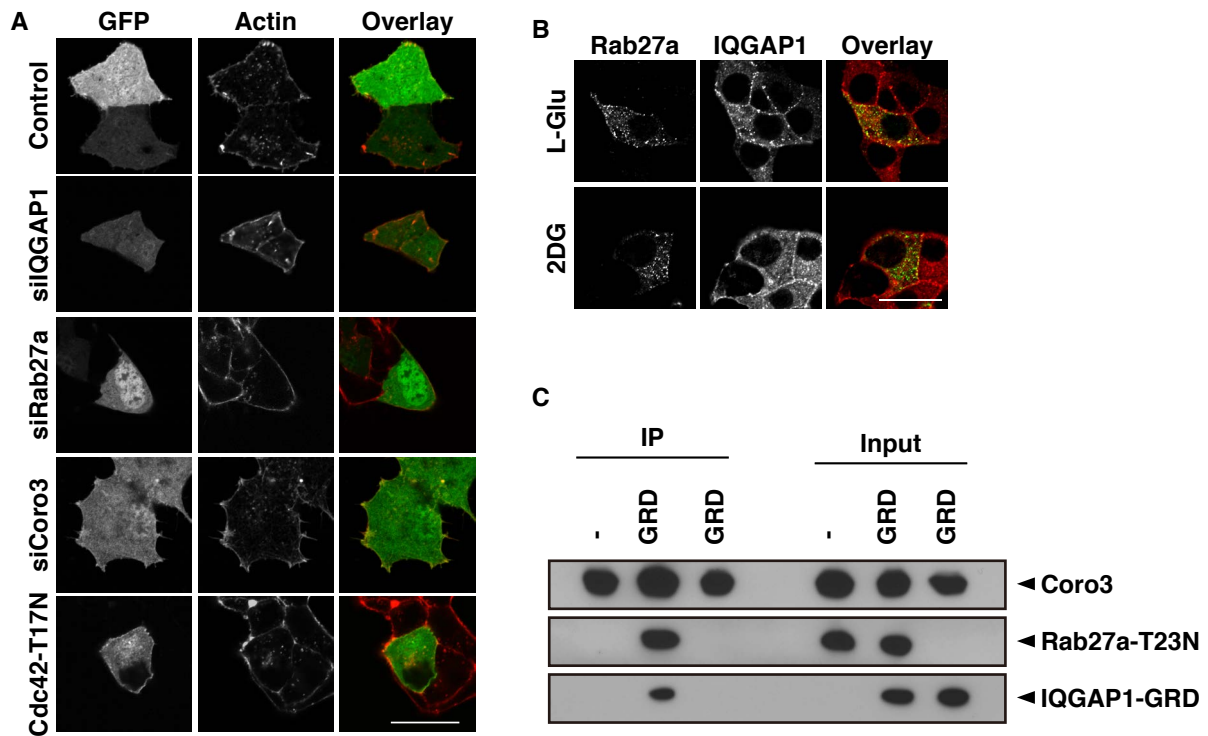 A
GFP Actin Overlay
Control
siIQGAP1
siRab27a
siCoro3
Cdc42-T17N
B
Rab27a IQGAP1 Overlay
L-Glu
2DG
C
IP Input
- GRD GRD - GRD GRD
Coro3
Rab27a-T23N
IQGAP1-GRD